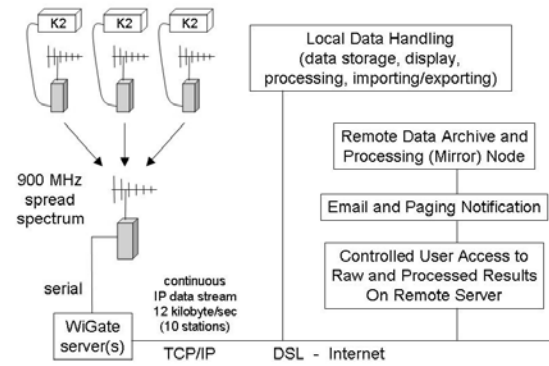 K2 K2 K2
Local Data Handling
(data storage, display,
processing, importing/exporting)
Remote Data Archive and
Processing (Mirror) Node
900 MHz
spread
spectrum
Email and Paging Notification
Controlled User Access to
Raw and Processed Results
On Remote Server
serial
continuous
IP data stream
12 kilobyte/sec
(10 stations)
WiGate
server(s)
TCP/IP
DSL - Internet